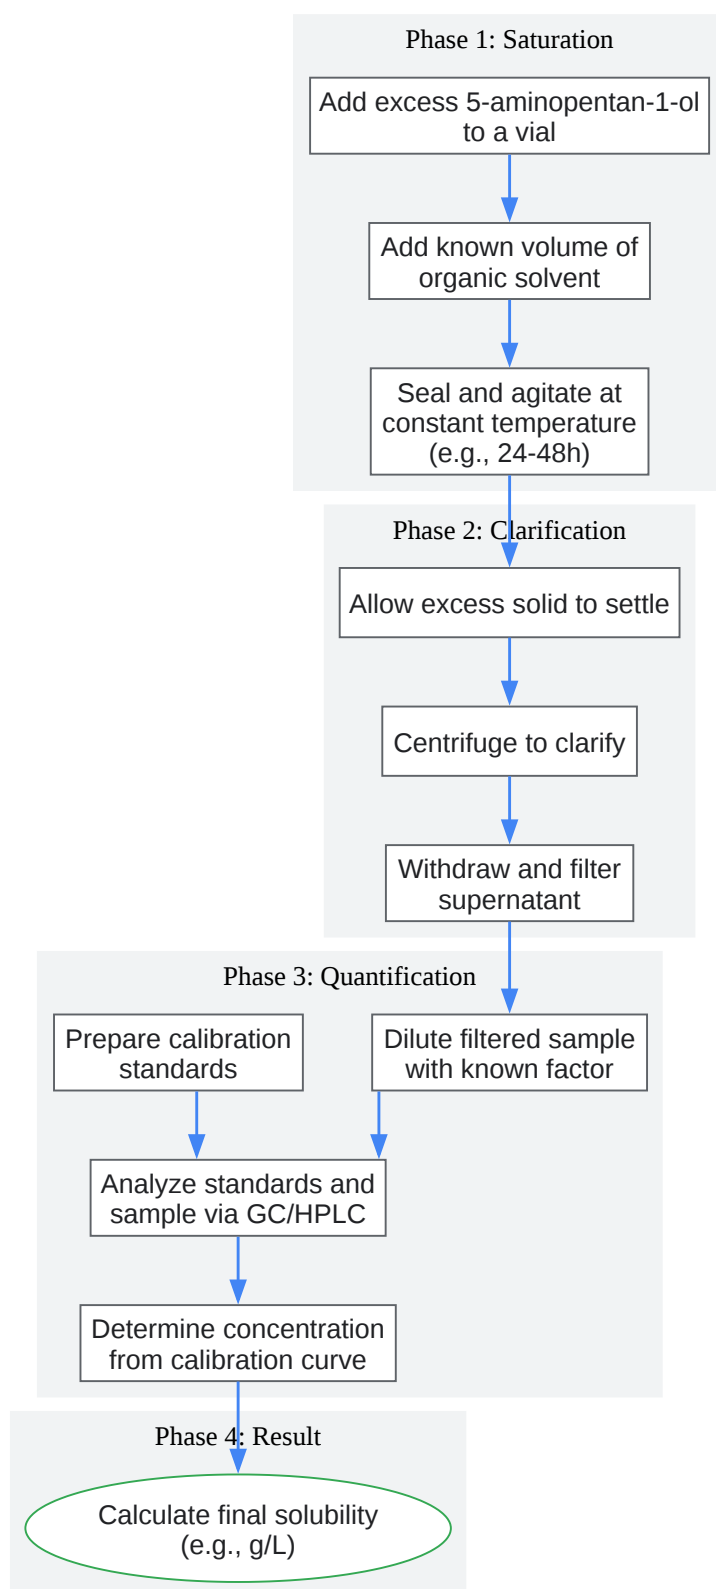 Phase 1: Saturation
Add excess 5-aminopentan-1-ol
to a vial
Add known volume of
organic solvent
Seal and agitate at
constant temperature
(e.g., 24-48h)
Phase 2: Clarification
Allow excess solid to settle
Centrifuge to clarify
Withdraw and filter
supernatant
Phase 3: Quantification
Prepare calibration
standards
Dilute filtered sample
with known factor
Analyze standards and
sample via GC/HPLC
Determine concentration
from calibration curve
Phase 4: Result
Calculate final solubility
(e.g., g/L)